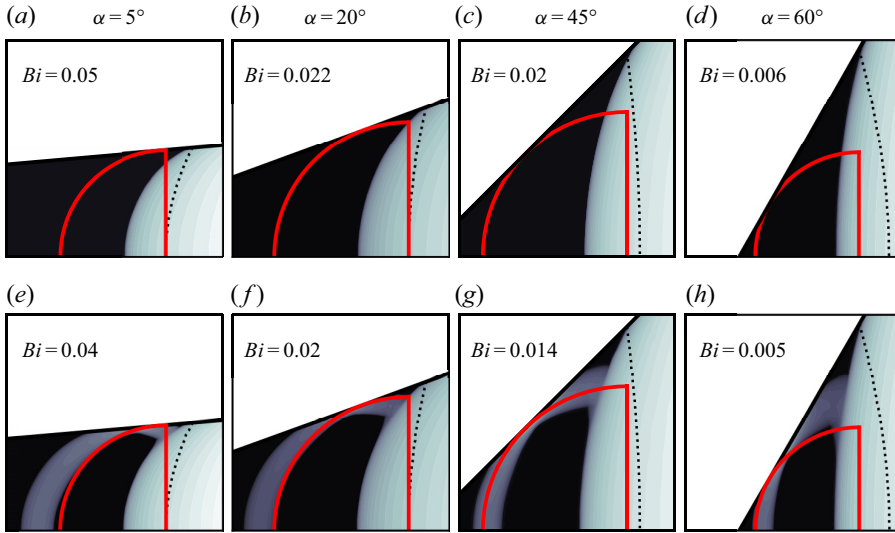 (a) α = 5° (b) α = 20° (c) α = 45° (d) α = 60°
Bi = 0.05 Bi = 0.022 Bi = 0.02 Bi = 0.006
(e) (f) (g) (h)
Bi = 0.04 Bi = 0.02 Bi = 0.014 Bi = 0.005